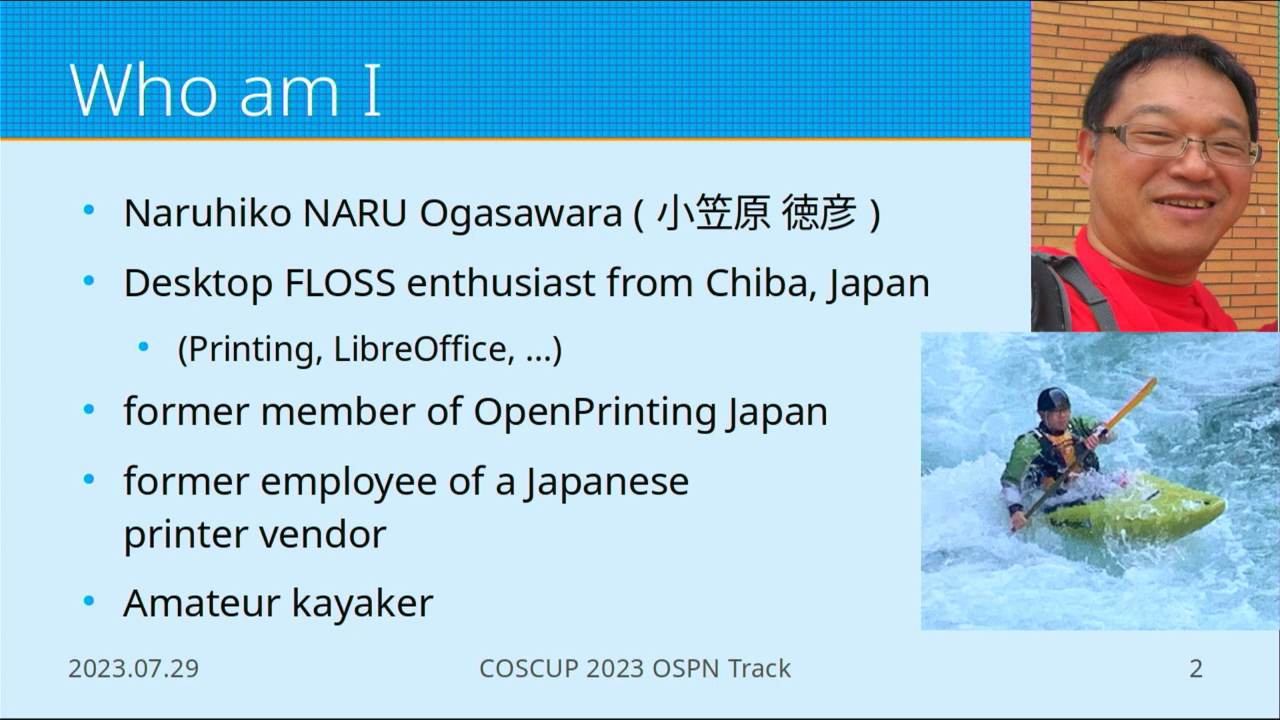 Who am I
• Naruhiko NARU Ogasawara ( 小笠原 徳彦 )
• Desktop FLOSS enthusiast from Chiba, Japan
• (Printing, LibreOffice, ...)
• former member of OpenPrinting Japan
• former employee of a Japanese
printer vendor
• Amateur kayaker
2023.07.29
COSCUP 2023 OSPN Track
2